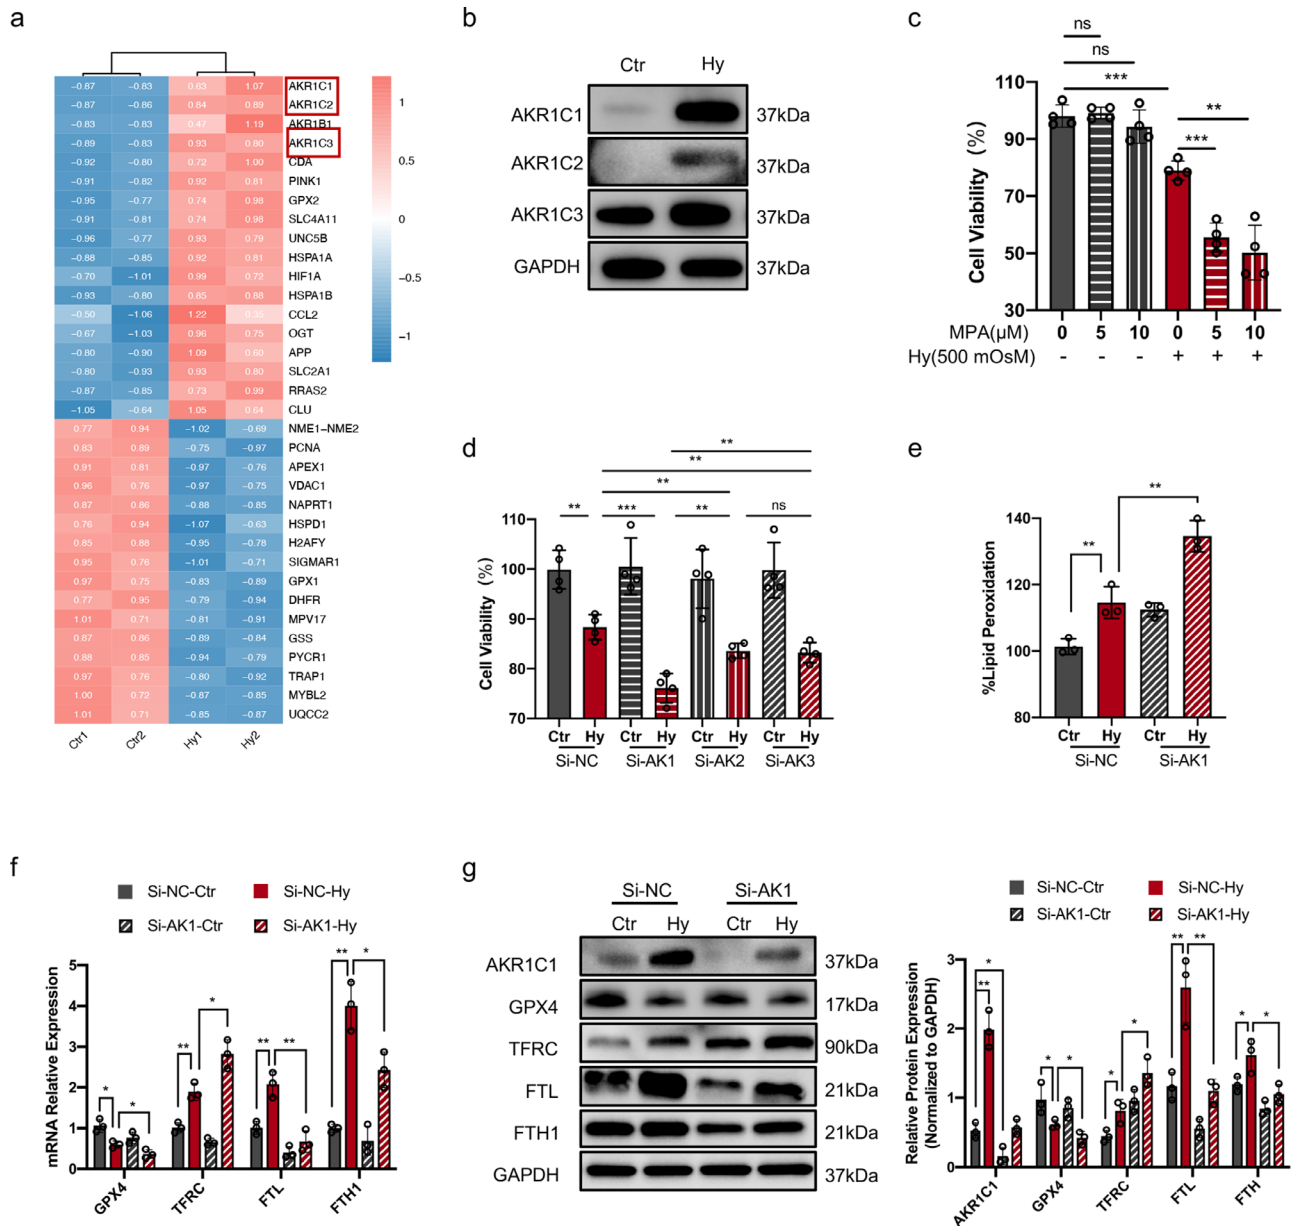 a
−0.87 −0.83 0.63 1.07 AKR1C1
−0.87 −0.86 0.84 0.89 AKR1C2
−0.83 −0.83 0.47 1.19 AKR1B1
−0.89 −0.83 0.93 0.80 AKR1C3
−0.92 −0.80 0.72 1.00 CDA
−0.91 −0.82 0.92 0.81 PINK1
−0.95 −0.77 0.74 0.98 GPX2
−0.91 −0.81 0.74 0.98 SLC4A11
−0.96 −0.77 0.93 0.79 UNC5B
−0.88 −0.85 0.92 0.81 HSPA1A
−0.70 −1.01 0.99 0.72 HIF1A
−0.93 −0.80 0.85 0.88 HSPA1B
−0.50 −1.06 1.22 0.35 CCL2
−0.67 −1.03 0.96 0.75 OGT
−0.80 −0.90 1.09 0.60 APP
−0.80 −0.93 0.93 0.80 SLC2A1
−0.87 −0.85 0.73 0.99 RRAS2
−1.05 −0.64 1.05 0.64 CLU
0.77 0.94 −1.02 −0.69 NME1−NME2
0.83 0.89 −0.75 −0.97 PCNA
0.91 0.81 −0.97 −0.76 APEX1
0.96 0.76 −0.97 −0.75 VDAC1
0.87 0.86 −0.88 −0.85 NAPRT1
0.76 0.94 −1.07 −0.63 HSPD1
0.85 0.88 −0.95 −0.78 H2AFY
0.95 0.76 −1.01 −0.71 SIGMAR1
0.97 0.75 −0.83 −0.89 GPX1
0.77 0.95 −0.79 −0.94 DHFR
1.01 0.71 −0.81 −0.91 MPV17
0.87 0.86 −0.89 −0.84 GSS
0.88 0.85 −0.94 −0.79 PYCR1
0.97 0.76 −0.80 −0.92 TRAP1
1.00 0.72 −0.87 −0.85 MYBL2
1.01 0.71 −0.85 −0.87 UQCC2
Ctr1 Ctr2 Hy1 Hy2
1
0.5
0
−0.5
−1
b
Ctr Hy
AKR1C1 37kDa
AKR1C2 37kDa
AKR1C3 37kDa
GAPDH 37kDa
c
ns
ns
***
**
***
Cell Viability (%)
110
90
70
50
30
MPA(μM) 0 5 10 0 5 10
Hy(500 mOsM) - - - + + +
d
**
**
**
** *** ** ns
Cell Viability (%)
110
100
90
80
70
Ctr Hy Ctr Hy Ctr Hy Ctr Hy
Si-NC Si-AK1 Si-AK2 Si-AK3
e
**
**
%Lipid Peroxidation
140
120
100
80
Ctr Hy Ctr Hy
Si-NC Si-AK1
f
Si-NC-Ctr Si-NC-Hy
Si-AK1-Ctr Si-AK1-Hy
mRNA Relative Expression
5
4
3
2
1
0
* * ** * ** ** ** *
GPX4 TFRC FTL FTH1
g
Si-NC Si-AK1
Ctr Hy Ctr Hy
AKR1C1 37kDa
GPX4 17kDa
TFRC 90kDa
FTL 21kDa
FTH1 21kDa
GAPDH 37kDa
Si-NC-Ctr Si-NC-Hy
Si-AK1-Ctr Si-AK1-Hy
Relative Protein Expression
(Normalized to GAPDH)
3
2
1
0
** * * * * * ** ** * *
AKR1C1 GPX4 TFRC FTL FTH